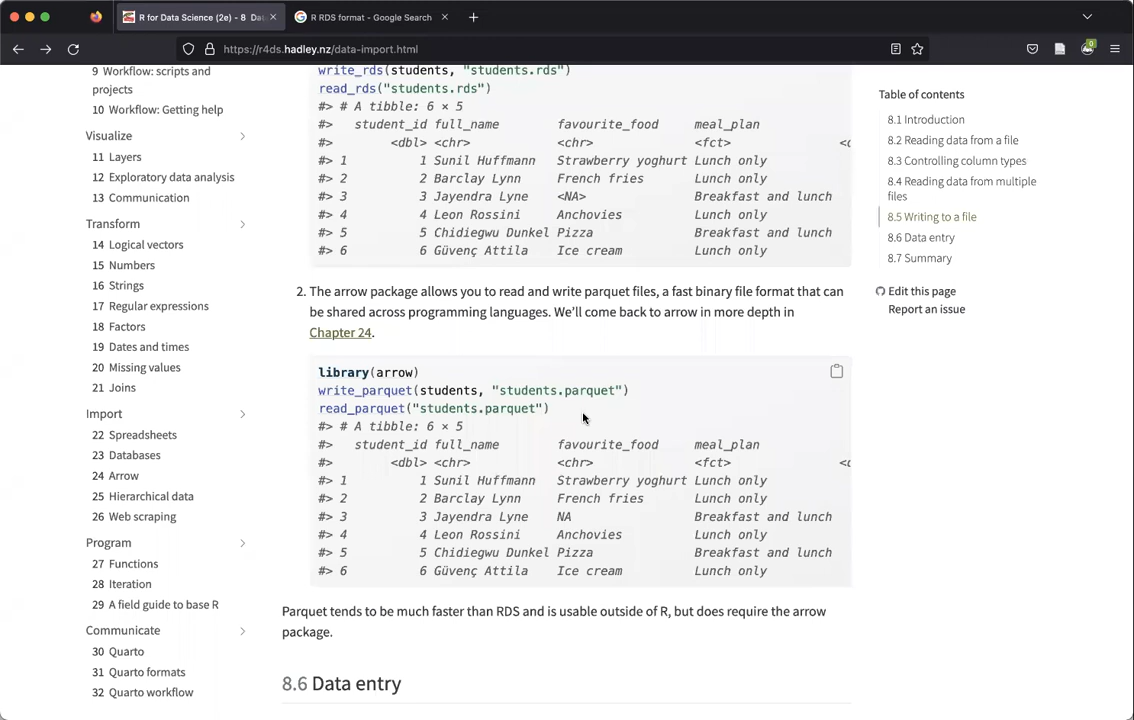 R for Data Science (2e) - 8 Da
R RDS format - Google Search
https://r4ds.hadley.nz/data-import.html
0
9 Workflow: scripts and
projects
10 Workflow: Getting help
Visualize
11 Layers
12 Exploratory data analysis
13 Communication
Transform
14 Logical vectors
15 Numbers
16 Strings
17 Regular expressions
18 Factors
19 Dates and times
20 Missing values
21 Joins
Import
22 Spreadsheets
23 Databases
24 Arrow
25 Hierarchical data
26 Web scraping
Program
27 Functions
28 Iteration
29 A field guide to base R
Communicate
30 Quarto
31 Quarto formats
32 Quarto workflow
write_rds(students, "students.rds")
read_rds("students.rds")
#> # A tibble: 6 × 5
#>   student_id full_name        favourite_food     meal_plan
#>        <dbl> <chr>            <chr>              <fct>               <c
#> 1          1 Sunil Huffmann   Strawberry yoghurt Lunch only
#> 2          2 Barclay Lynn     French fries       Lunch only
#> 3          3 Jayendra Lyne    <NA>               Breakfast and lunch
#> 4          4 Leon Rossini     Anchovies          Lunch only
#> 5          5 Chidiegwu Dunkel Pizza              Breakfast and lunch
#> 6          6 Güvenç Attila    Ice cream          Lunch only
2. The arrow package allows you to read and write parquet files, a fast binary file format that can
be shared across programming languages. We’ll come back to arrow in more depth in
Chapter 24.
library(arrow)
write_parquet(students, "students.parquet")
read_parquet("students.parquet")
#> # A tibble: 6 × 5
#>   student_id full_name        favourite_food     meal_plan
#>        <dbl> <chr>            <chr>              <fct>               <c
#> 1          1 Sunil Huffmann   Strawberry yoghurt Lunch only
#> 2          2 Barclay Lynn     French fries       Lunch only
#> 3          3 Jayendra Lyne    NA                 Breakfast and lunch
#> 4          4 Leon Rossini     Anchovies          Lunch only
#> 5          5 Chidiegwu Dunkel Pizza              Breakfast and lunch
#> 6          6 Güvenç Attila    Ice cream          Lunch only
Parquet tends to be much faster than RDS and is usable outside of R, but does require the arrow
package.
8.6 Data entry
Table of contents
8.1 Introduction
8.2 Reading data from a file
8.3 Controlling column types
8.4 Reading data from multiple
files
8.5 Writing to a file
8.6 Data entry
8.7 Summary
Edit this page
Report an issue